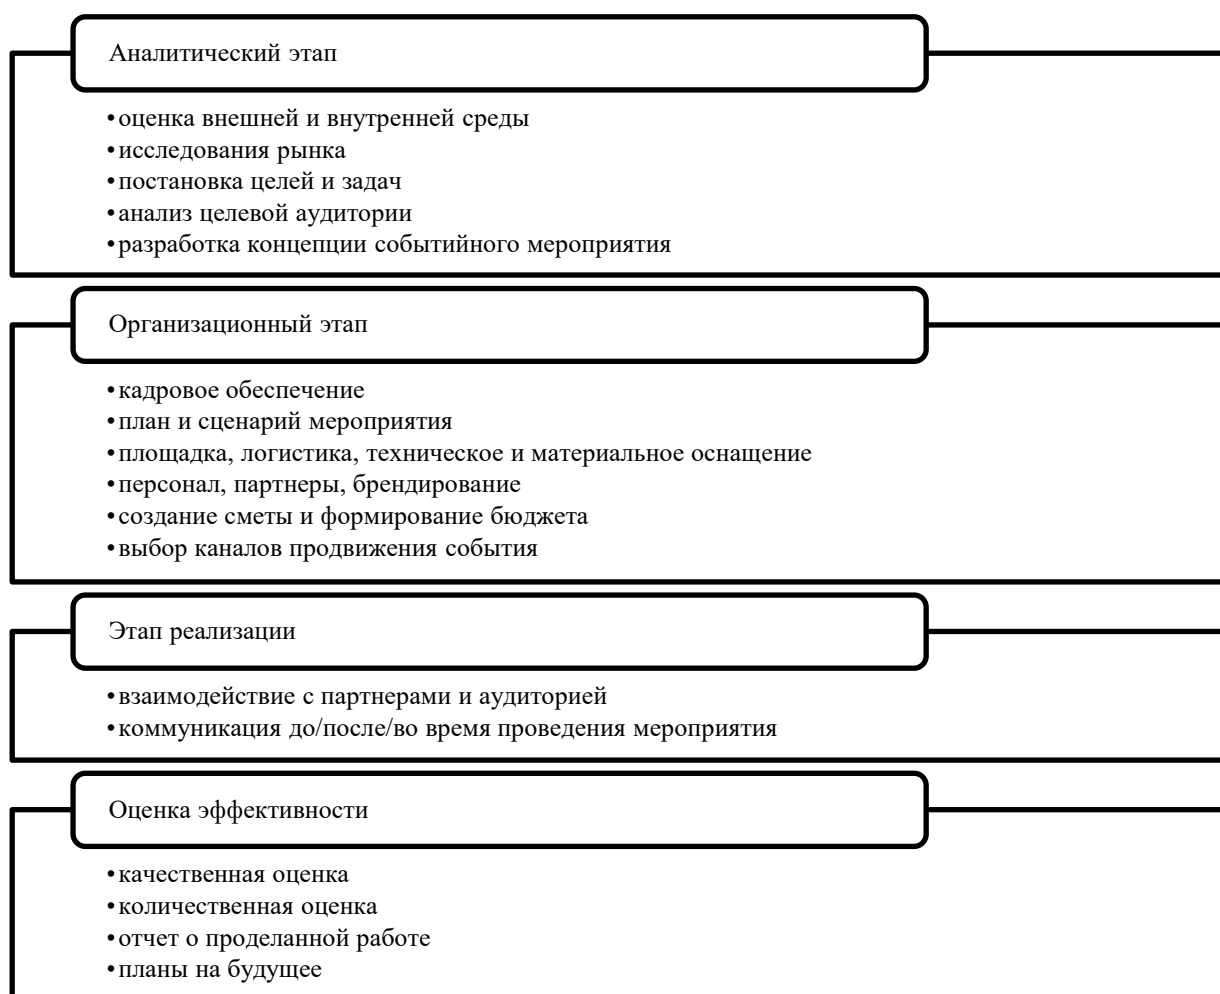 Аналитический этап
•оценка внешней и внутренней среды
•исследования рынка
•постановка целей и задач
•анализ целевой аудитории
•разработка концепции событийного мероприятия
Организационный этап
•кадровое обеспечение
•план и сценарий мероприятия
•площадка, логистика, техническое и материальное оснащение
•персонал, партнеры, брендирование
•создание сметы и формирование бюджета
•выбор каналов продвижения события
Этап реализации
•взаимодействие с партнерами и аудиторией
•коммуникация до/после/во время проведения мероприятия
Оценка эффективности
•качественная оценка
•количественная оценка
•отчет о проделанной работе
•планы на будущее